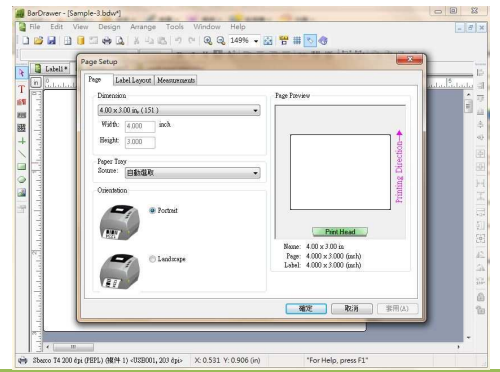 BarDrawer - [Sample-3.bdw*]
File Edit View Design Arrange Tools Window Help
149%
Label1*
Page Setup
Page Label Layout Measurements
Dimension
4.00 x 3.00 in, ( 151 )
Width: 4.000 inch
Height: 3.000
Paper Tray
Source: 自動選取
Orientation
Portrait
Landscape
Page Preview
Printing Direction
Print Head
Name: 4.00 x 3.00 in
Page: 4.000 x 3.000 (inch)
Label: 4.000 x 3.000 (inch)
確定 取消 套用(A)
Sbarco T4 200 dpi (PEPL) (複件 1) <USB001, 203 dpi> X: 0.531 Y: 0.906 (in) "For Help, press F1"